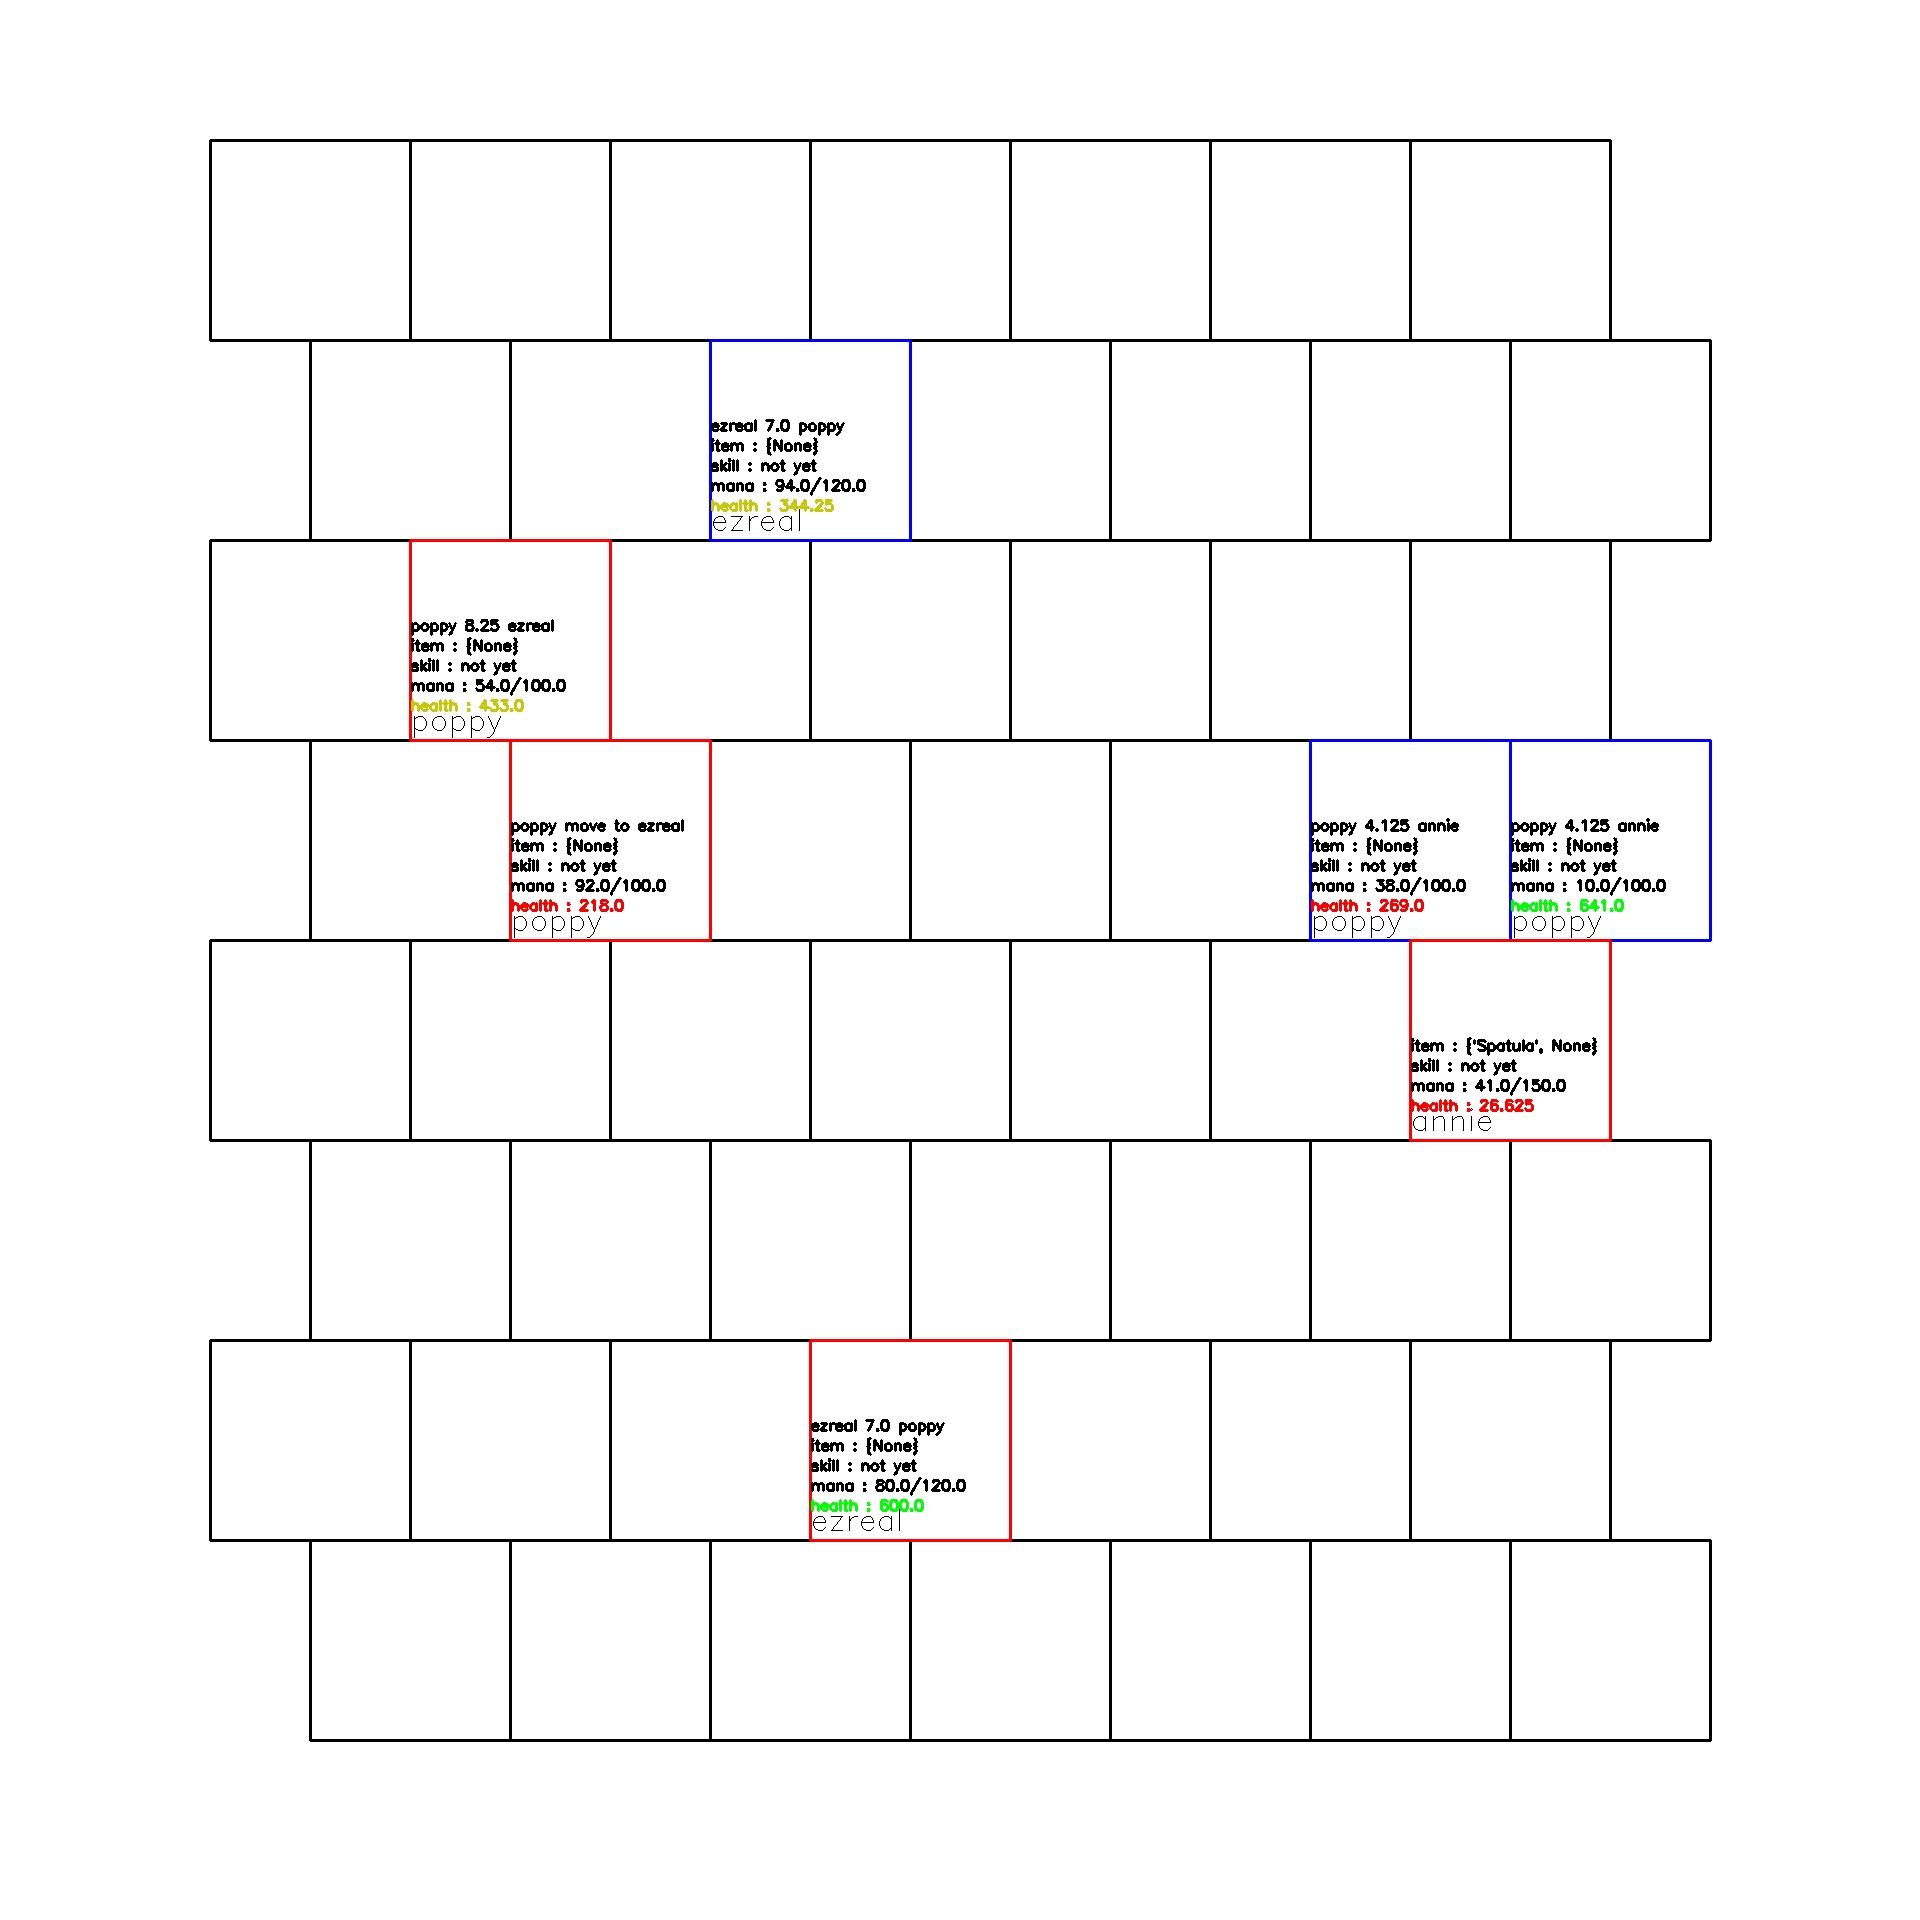 ezreal 7.0 poppy
item : {None}
skill : not yet
mana : 94.0/120.0
health : 344.25
ezreal
poppy 8.25 ezreal
item : {None}
skill : not yet
mana : 54.0/100.0
health : 433.0
poppy
poppy move to ezreal
item : {None}
skill : not yet
mana : 92.0/100.0
health : 218.0
poppy
poppy 4.125 annie
item : {None}
skill : not yet
mana : 38.0/100.0
health : 269.0
poppy
poppy 4.125 annie
item : {None}
skill : not yet
mana : 10.0/100.0
health : 641.0
poppy
item : {'Spatula', None}
skill : not yet
mana : 41.0/150.0
health : 26.625
annie
ezreal 7.0 poppy
item : {None}
skill : not yet
mana : 80.0/120.0
health : 600.0
ezreal